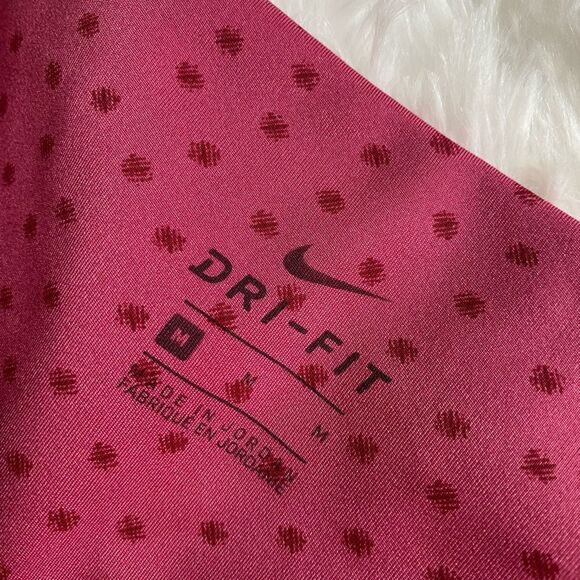 DRI-FIT
M M M
MADE IN JORDAN
FABRIQUÉ EN JORDANIE